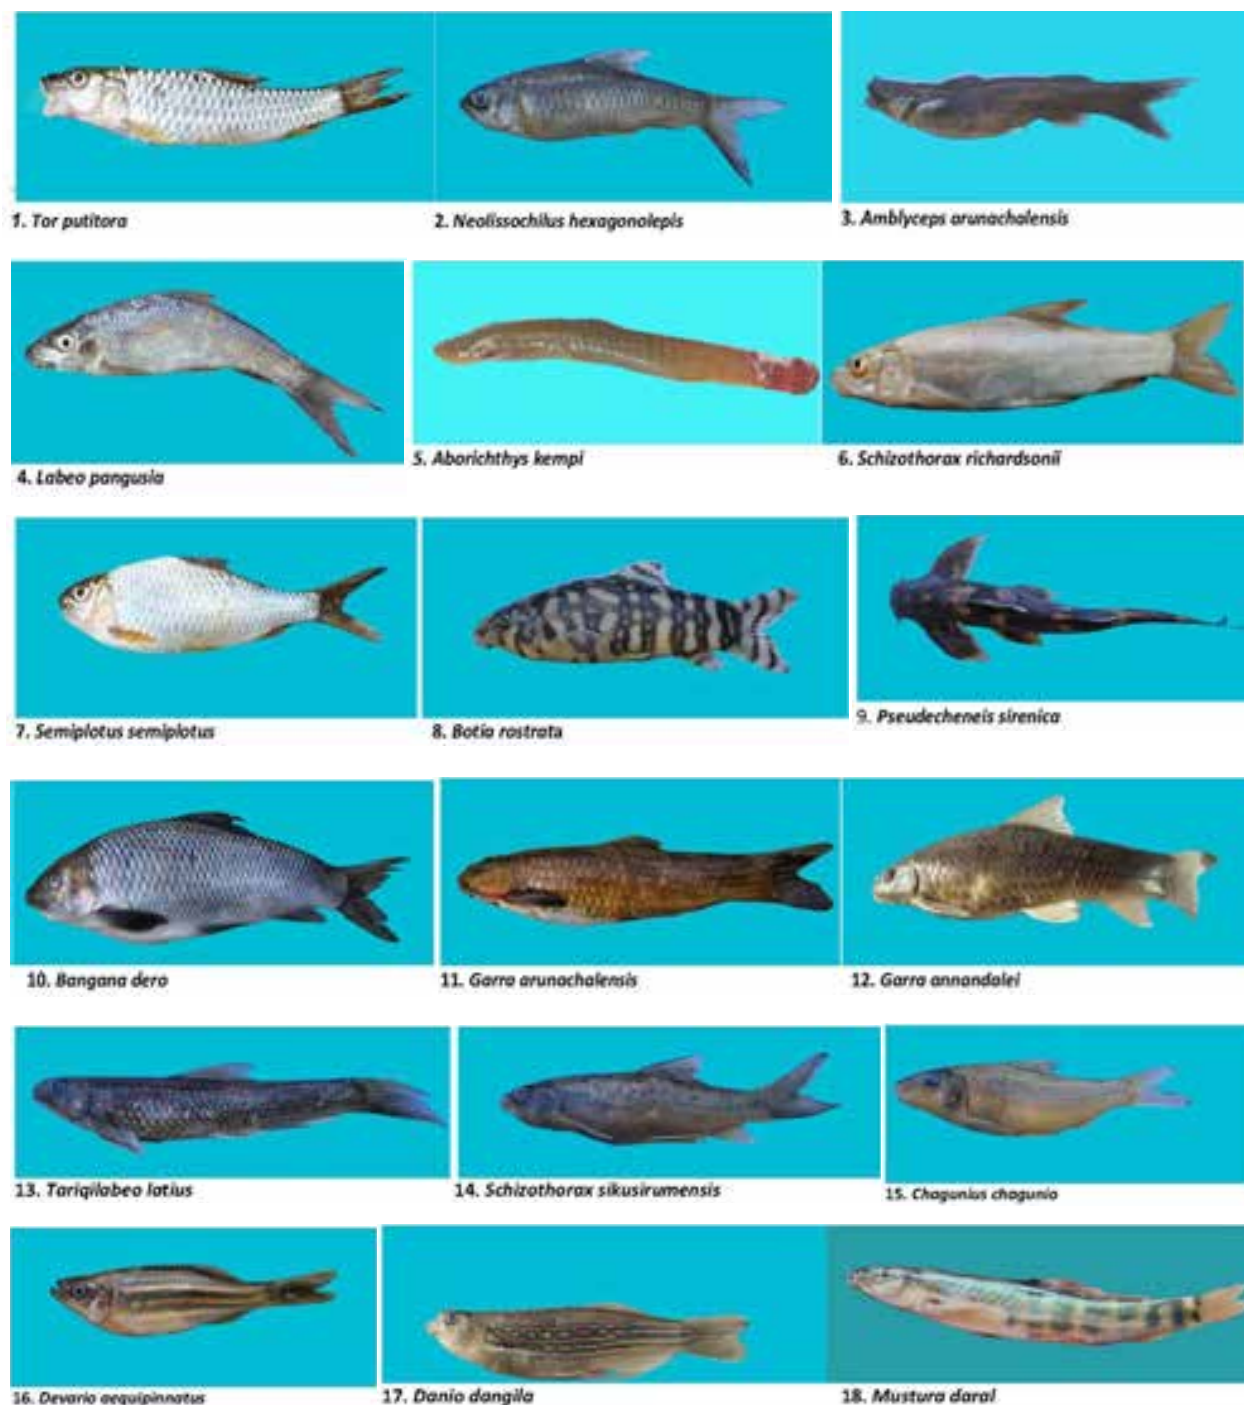 1. Tor putitora
2. Neolissochilus hexagonolepis
3. Amblyceps arunachalensis
4. Labeo pangusia
5. Aborichthys kempi
6. Schizothorax richardsonii
7. Semiplotus semiplotus
8. Botia rostrata
9. Pseudecheneis sirenica
10. Bangana dero
11. Garra arunachalensis
12. Garra annandalei
13. Tariqilabeo latius
14. Schizothorax sikusirumensis
15. Chagunius chagunio
16. Devario aequipinnatus
17. Danio dangila
18. Mustura daral